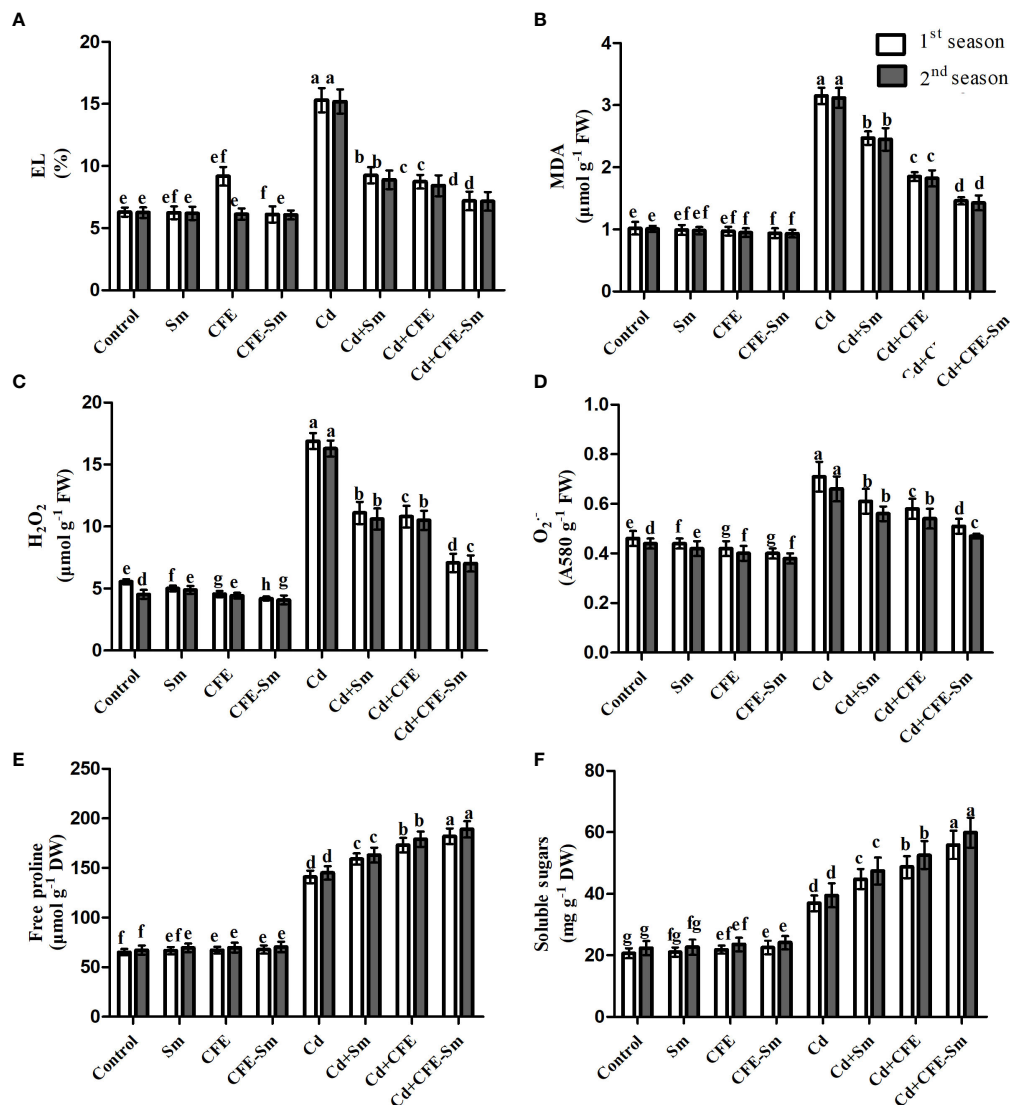 A
EL
(%)
20
15
10
5
0
e e
ef e
ef e
f e
a a
b b
c c
d d
Control
Sm
CFE
CFE-Sm
Cd
Cd+Sm
Cd+CFE
Cd+CFE-Sm
B
MDA
(µmol g-1 FW)
4
3
2
1
0
1st season
2nd season
e e
ef ef
ef f
f f
a a
b b
c c
d d
Control
Sm
CFE
CFE-Sm
Cd
Cd+Sm
Cd+CFE
Cd+CFE-Sm
C
H2O2
(µmol g-1 FW)
20
15
10
5
0
e d
f e
g e
h g
a a
b b
c b
d c
Control
Sm
CFE
CFE-Sm
Cd
Cd+Sm
Cd+CFE
Cd+CFE-Sm
D
O2·-
(A580 g-1 FW)
1.0
0.8
0.6
0.4
0.2
0.0
e d
f e
g f
g f
a a
b b
c b
d c
Control
Sm
CFE
CFE-Sm
Cd
Cd+Sm
Cd+CFE
Cd+CFE-Sm
E
Free proline
(µmol g-1 DW)
250
200
150
100
50
0
f f
e f e
e e
e e
d d
c c
b b
a a
Control
Sm
CFE
CFE-Sm
Cd
Cd+Sm
Cd+CFE
Cd+CFE-Sm
F
Soluble sugars
(mg g-1 DW)
80
60
40
20
0
g g
fg fg
ef ef
e e
d d
c c
b b
a a
Control
Sm
CFE
CFE-Sm
Cd
Cd+Sm
Cd+CFE
Cd+CFE-Sm